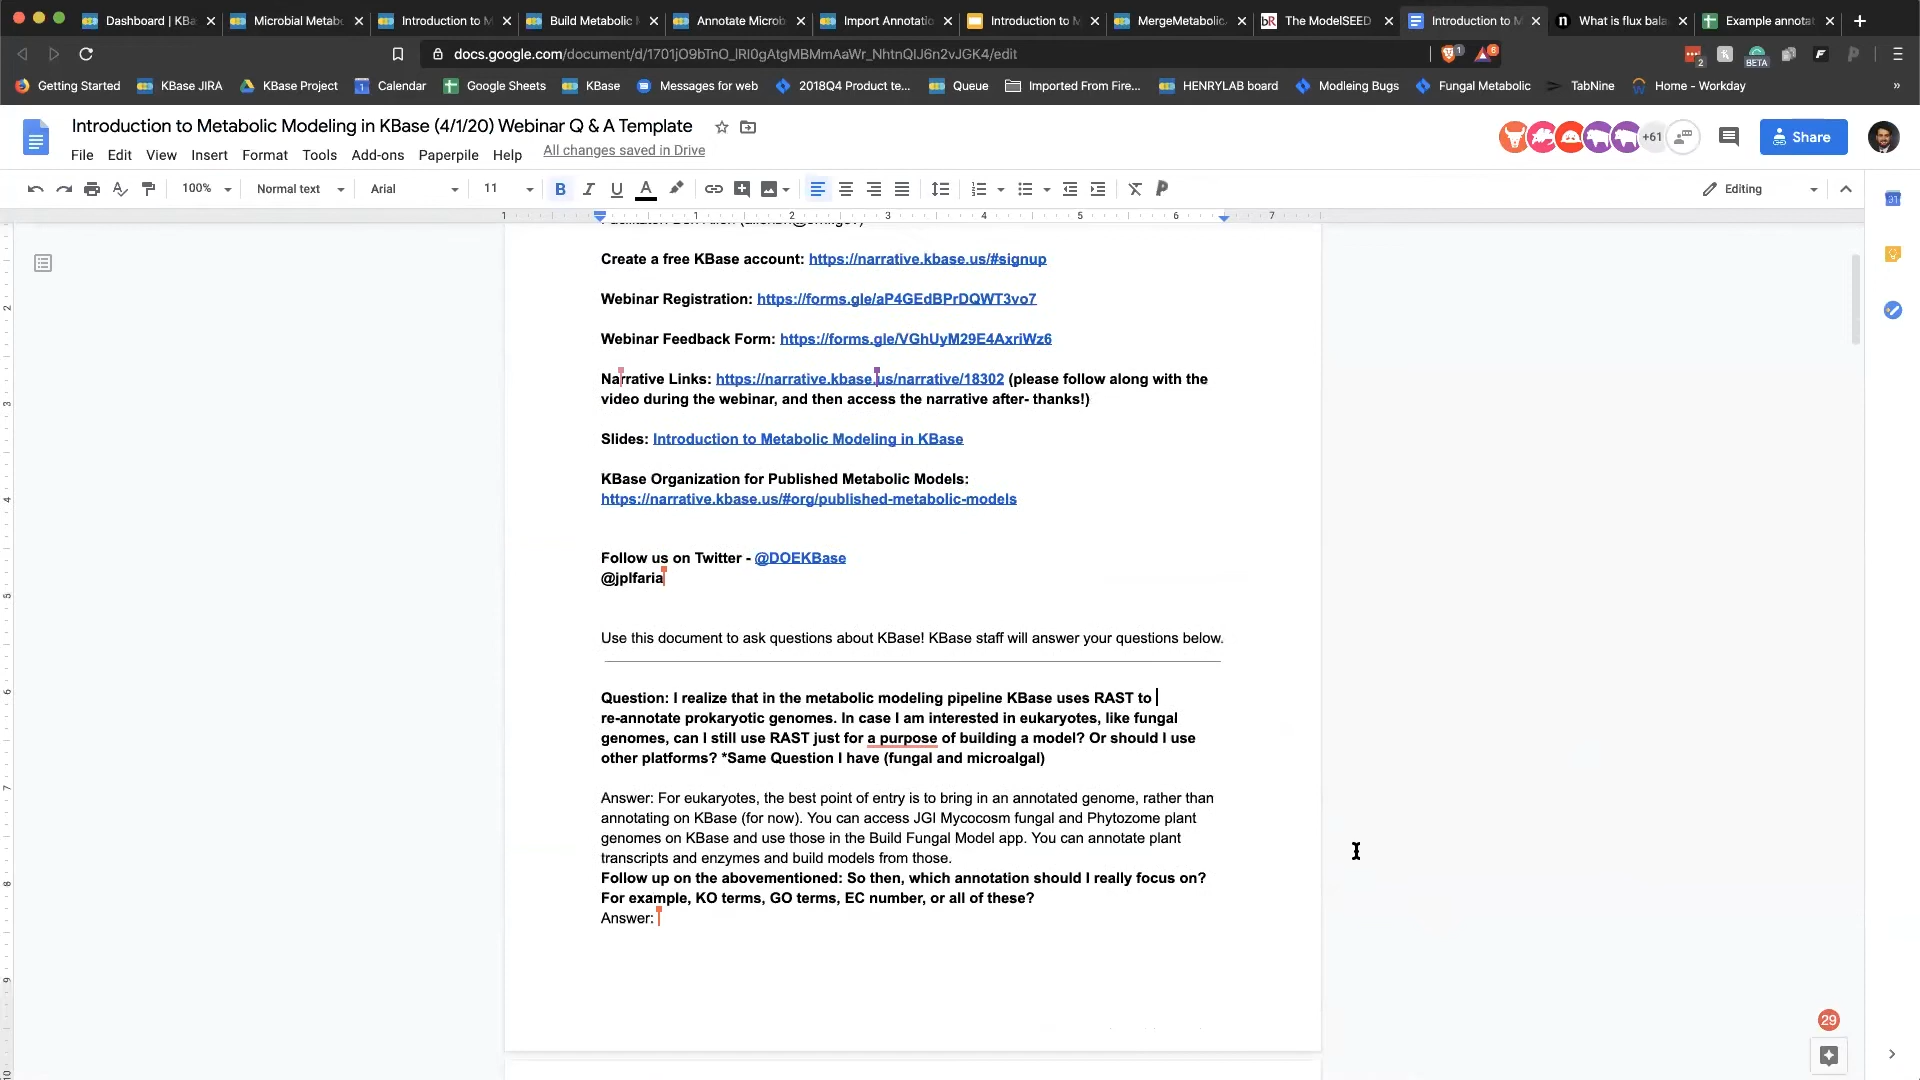 Dashboard | KBa
Microbial Metab
Introduction to M
Build Metabolic
Annotate Microb
Import Annotatio
Introduction to M
MergeMetabolic
The ModelSEED
Introduction to M
What is flux bala
Example annotat
docs.google.com/document/d/1701jO9bTnO_lRI0gAtgMBMmAaWr_NhtnQlJ6n2vJGK4/edit
Getting Started
KBase JIRA
KBase Project
Calendar
Google Sheets
KBase
Messages for web
2018Q4 Product te...
Queue
Imported From Fire...
HENRYLAB board
Modleing Bugs
Fungal Metabolic
TabNine
Home - Workday
Introduction to Metabolic Modeling in KBase (4/1/20) Webinar Q & A Template
File Edit View Insert Format Tools Add-ons Paperpile Help All changes saved in Drive
+61
Share
100% Normal text Arial 11
Editing
Create a free KBase account: https://narrative.kbase.us/#signup
Webinar Registration: https://forms.gle/aP4GEdBPrDQWT3vo7
Webinar Feedback Form: https://forms.gle/VGhUyM29E4AxriWz6
Narrative Links: https://narrative.kbase.us/narrative/18302 (please follow along with the
video during the webinar, and then access the narrative after- thanks!)
Slides: Introduction to Metabolic Modeling in KBase
KBase Organization for Published Metabolic Models:
https://narrative.kbase.us/#org/published-metabolic-models
Follow us on Twitter - @DOEKBase
@jplfaria
Use this document to ask questions about KBase! KBase staff will answer your questions below.
Question: I realize that in the metabolic modeling pipeline KBase uses RAST to
re-annotate prokaryotic genomes. In case I am interested in eukaryotes, like fungal
genomes, can I still use RAST just for a purpose of building a model? Or should I use
other platforms? *Same Question I have (fungal and microalgal)
Answer: For eukaryotes, the best point of entry is to bring in an annotated genome, rather than
annotating on KBase (for now). You can access JGI Mycocosm fungal and Phytozome plant
genomes on KBase and use those in the Build Fungal Model app. You can annotate plant
transcripts and enzymes and build models from those.
Follow up on the abovementioned: So then, which annotation should I really focus on?
For example, KO terms, GO terms, EC number, or all of these?
Answer:
29